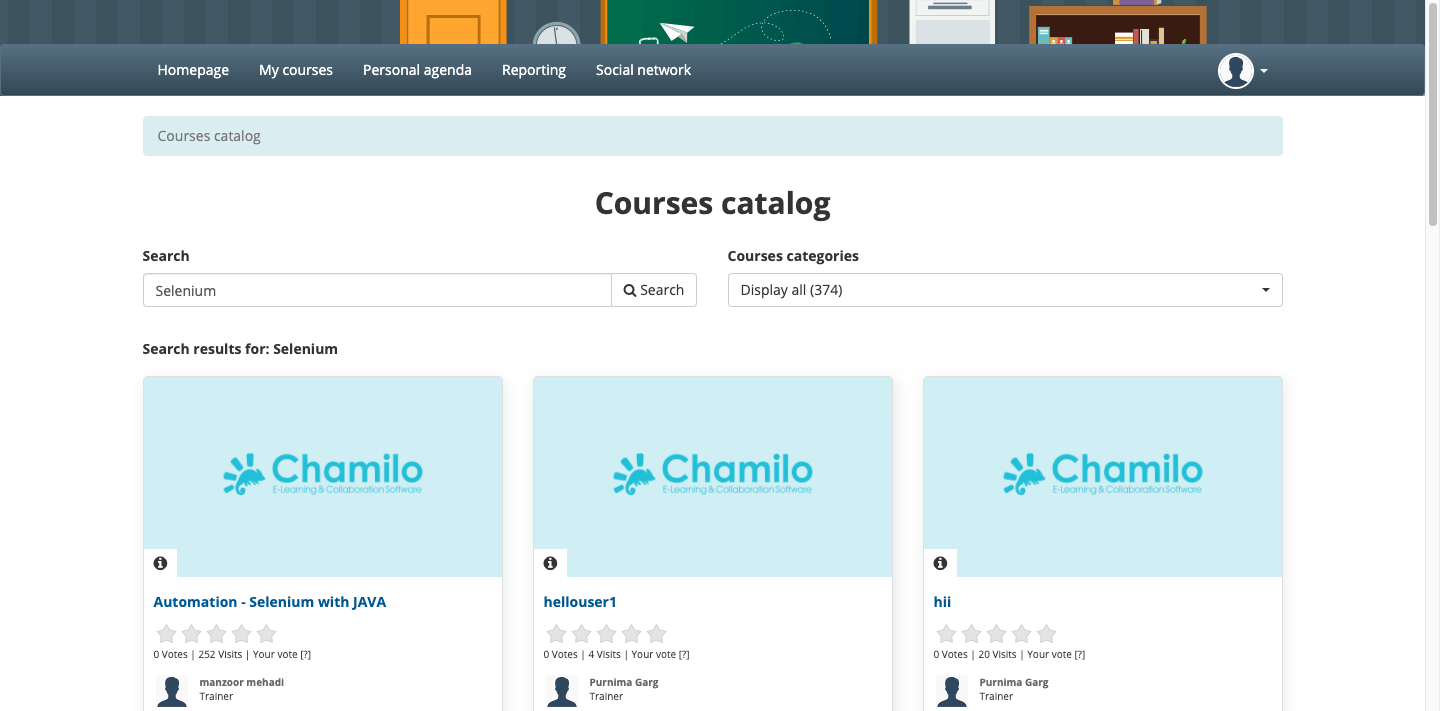 Homepage My courses Personal agenda Reporting Social network
Courses catalog
Courses catalog
Search
Courses categories
Selenium
Search
Display all (374)
Search results for: Selenium
Chamilo
E-Learning & Collaboration Software
Chamilo
E-Learning & Collaboration Software
Chamilo
E-Learning & Collaboration Software
Automation - Selenium with JAVA
0 Votes | 252 Visits | Your vote [?]
manzoor mehadi
Trainer
hellouser1
0 Votes | 4 Visits | Your vote [?]
Purnima Garg
Trainer
hii
0 Votes | 20 Visits | Your vote [?]
Purnima Garg
Trainer